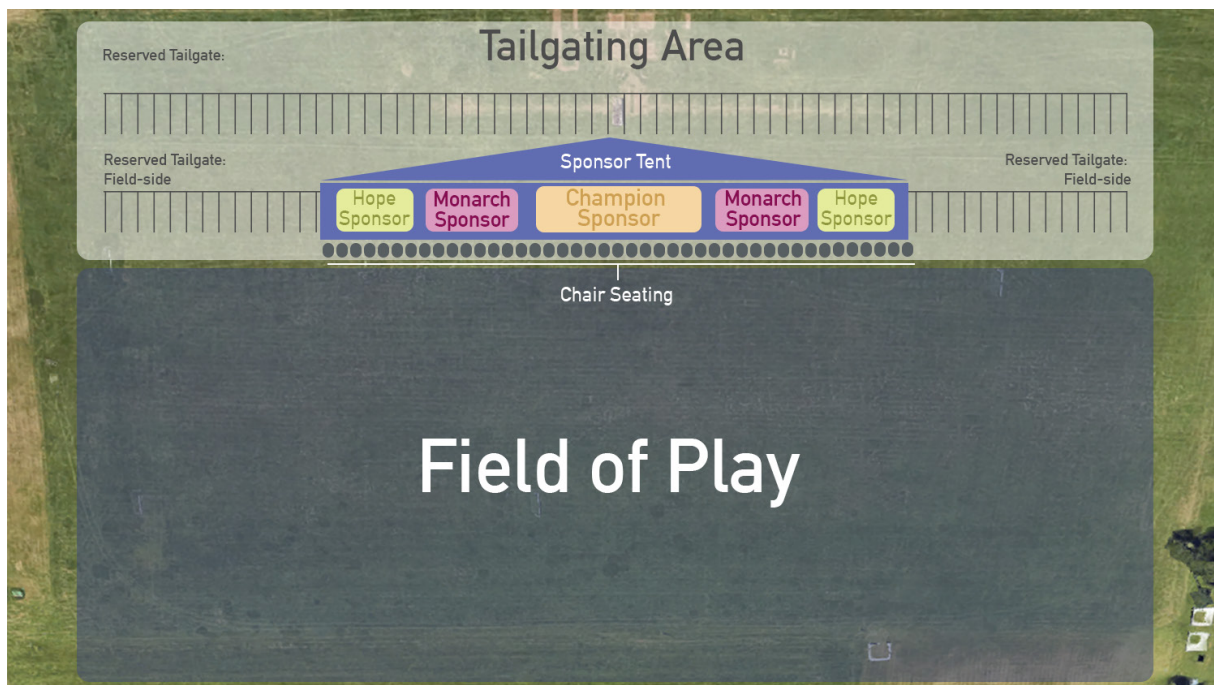 Tailgating Area
Reserved Tailgate:
Reserved Tailgate:
Field-side
Sponsor Tent
Reserved Tailgate:
Field-side
Hope
Sponsor
Monarch
Sponsor
Champion
Sponsor
Monarch
Sponsor
Hope
Sponsor
Chair Seating
Field of Play